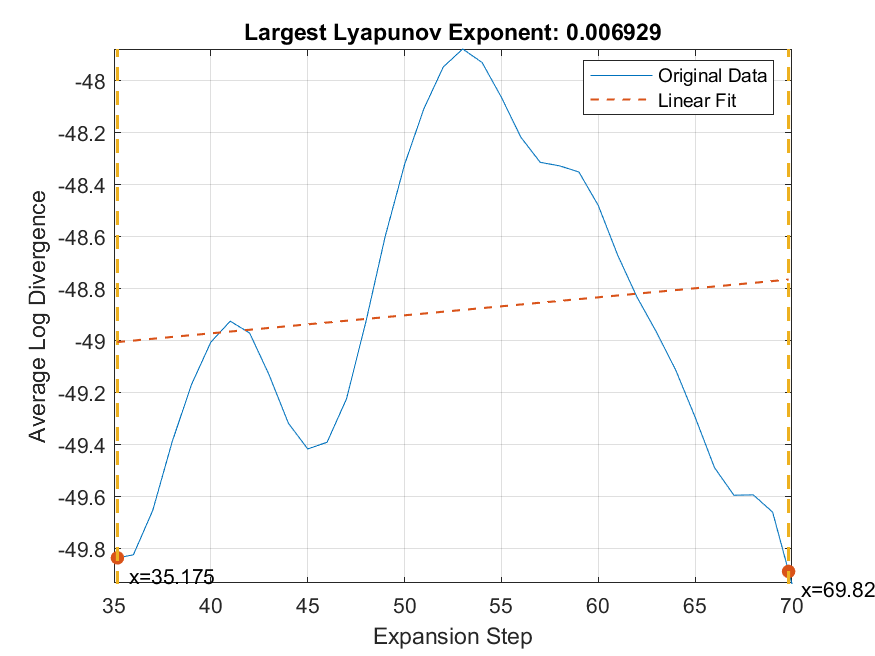 Largest Lyapunov Exponent: 0.006929
Original Data
Linear Fit
Average Log Divergence
-48
-48.2
-48.4
-48.6
-48.8
-49
-49.2
-49.4
-49.6
-49.8
x=35.175
x=69.82
35 40 45 50 55 60 65 70
Expansion Step